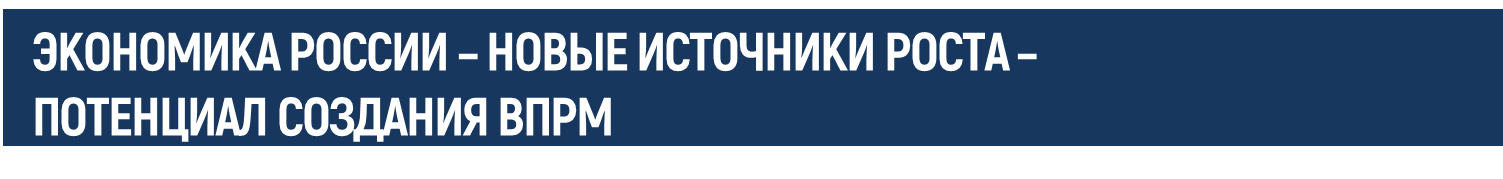 ЭКОНОМИКА РОССИИ – НОВЫЕ ИСТОЧНИКИ РОСТА –
ПОТЕНЦИАЛ СОЗДАНИЯ ВПРМ